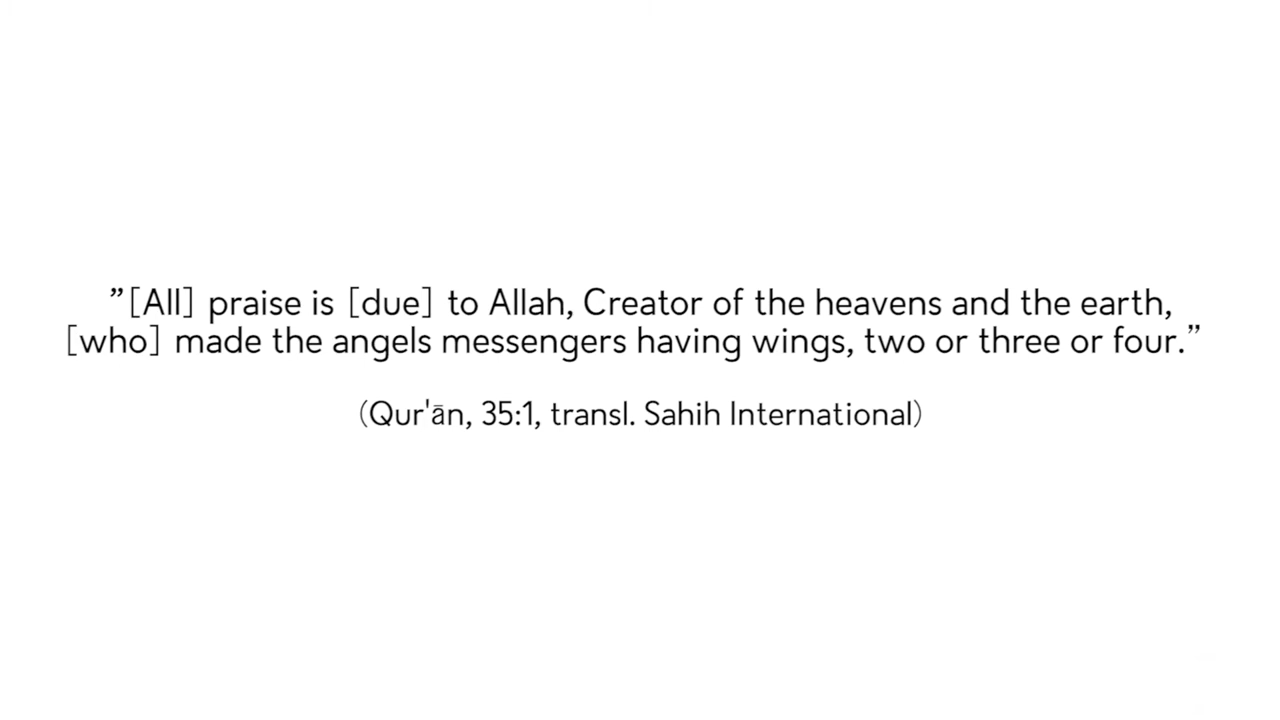 ”[All] praise is [due] to Allah, Creator of the heavens and the earth,
[who] made the angels messengers having wings, two or three or four.”
(Qur'ān, 35:1, transl. Sahih International)